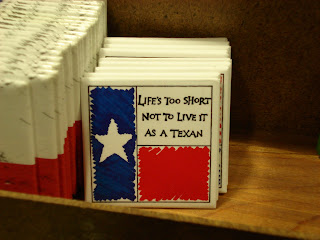 Life's Too Short
Not to Live It
as a Texan